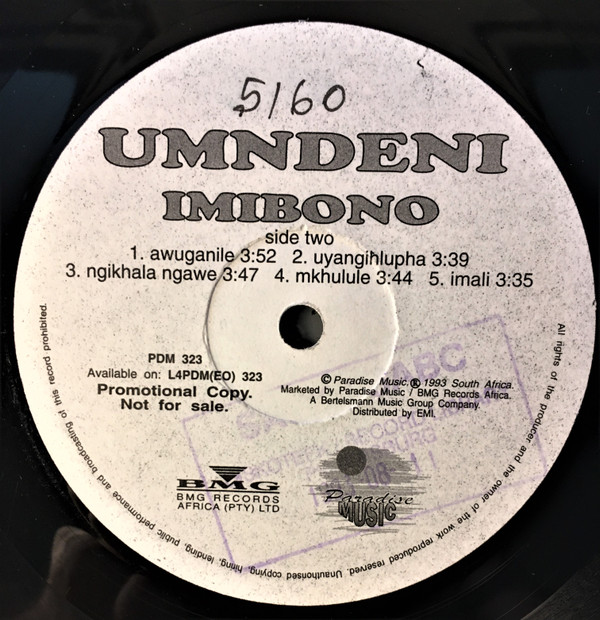 5160
UMNDENI
IMIBONO
side two
1. awuganile 3:52 2. uyangihlupha 3:39
3. ngikhala ngawe 3:47 4. mkhulule 3:44 5. imali 3:35
PDM 323
Available on: L4PDM(EO) 323
Promotional Copy.
Not for sale.
© Paradise Music, ℗ 1993 South Africa.
Marketed by Paradise Music / BMG Records Africa.
A Bertelsmann Music Group Company.
Distributed by EMI.
ABC
BMG
BMG RECORDS
AFRICA (PTY) LTD
Paradise
MUSIC
All rights of the producer and the owner of the work reproduced reserved. Unauthorised copying, hiring, lending, public performance and broadcasting of this record prohibited.